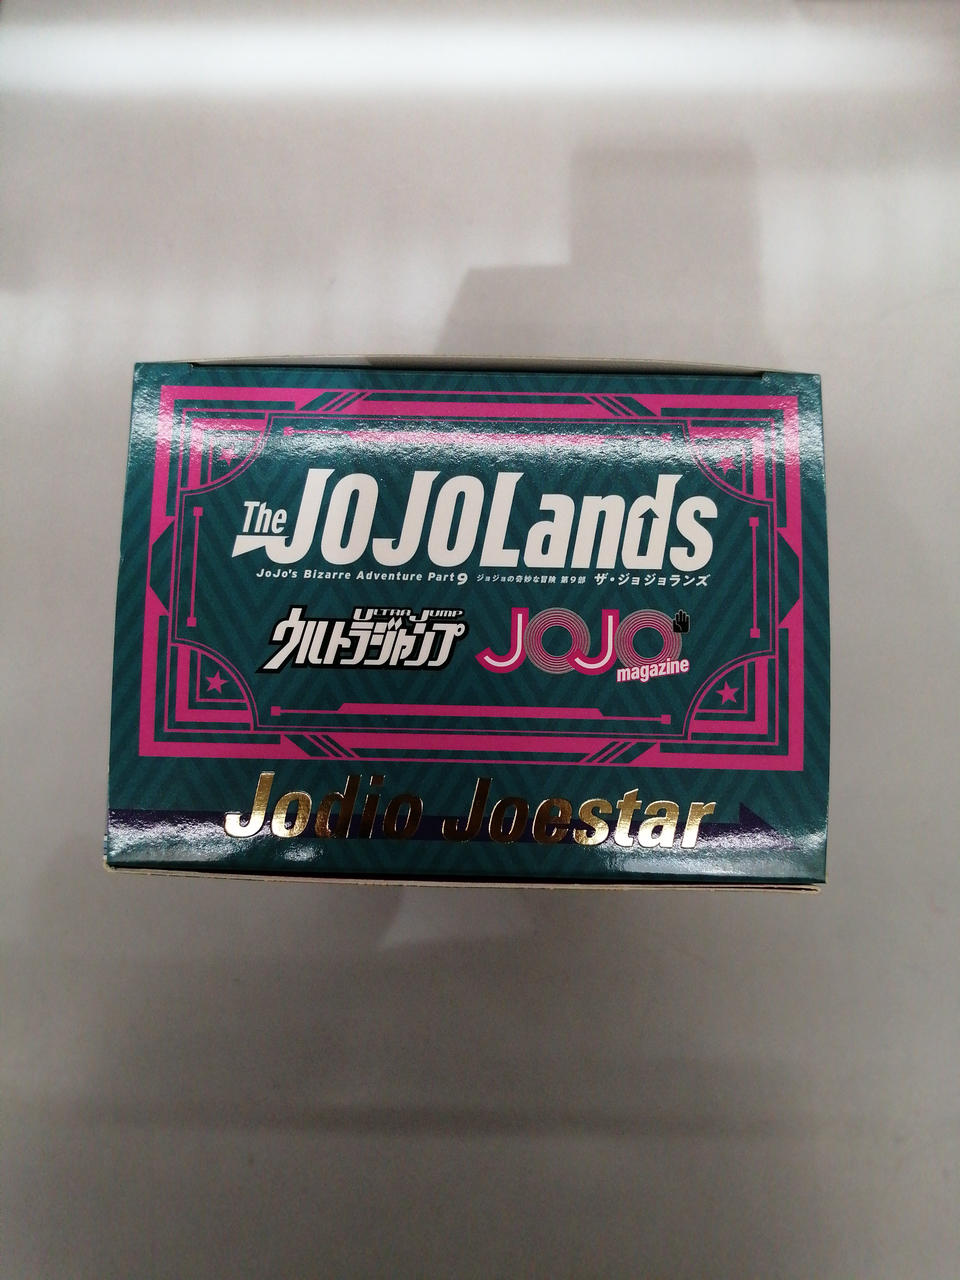 The JOJOLands
JoJo's Bizarre Adventure Part9 ジョジョの奇妙な冒険 第9部 ザ・ジョジョランズ
ULTRA JUMP
ウルトラジャンプ
JOJO
magazine
Jodio Joestar